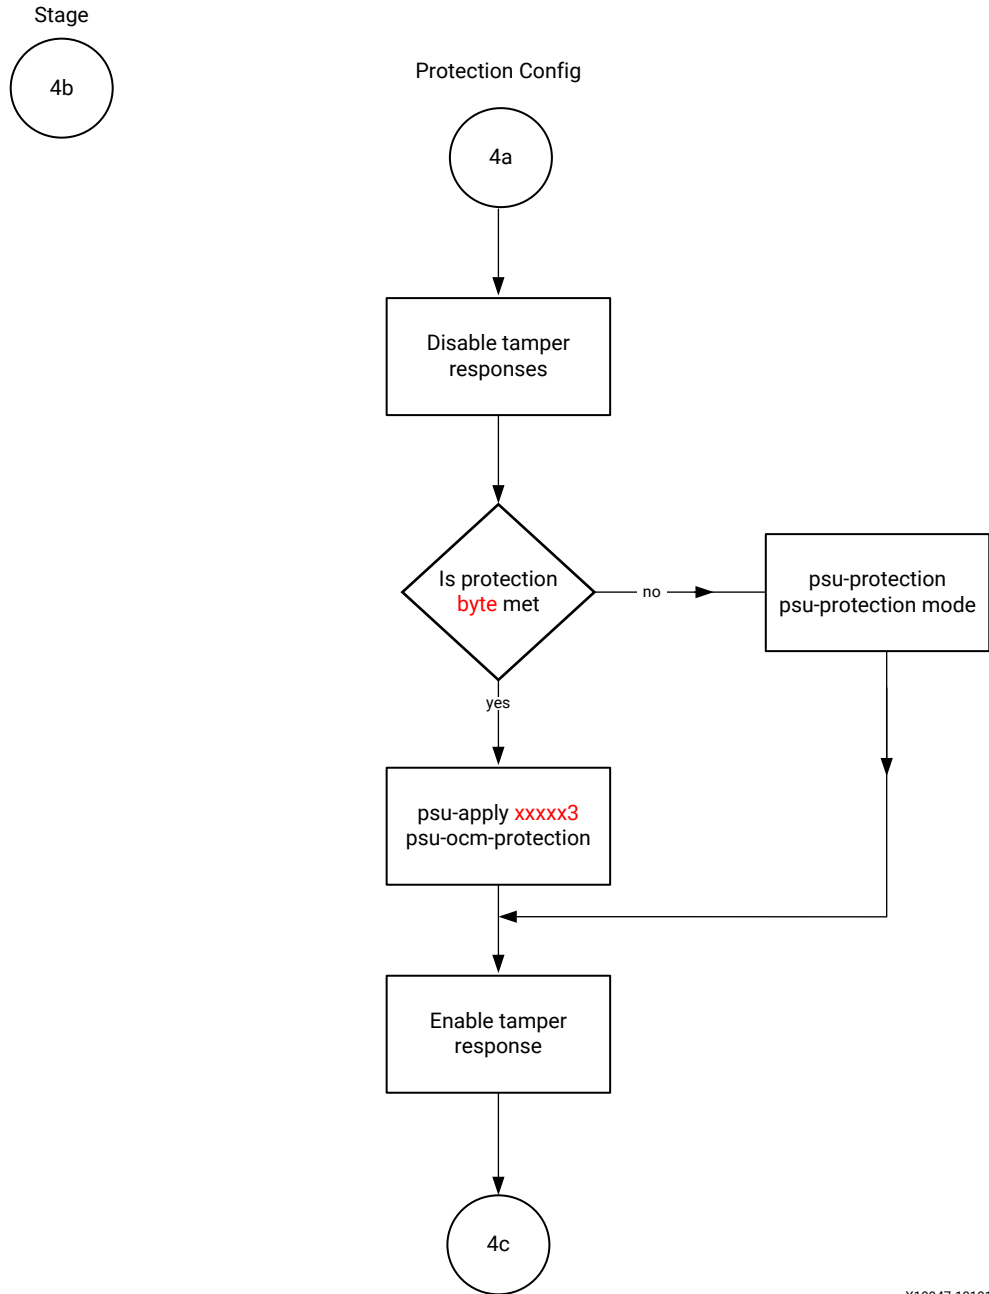 Stage
4b
Protection Config
4a
Disable tamper
responses
Is protection
byte met
no
psu-protection
psu-protection mode
yes
psu-apply xxxxx3
psu-ocm-protection
Enable tamper
response
4c